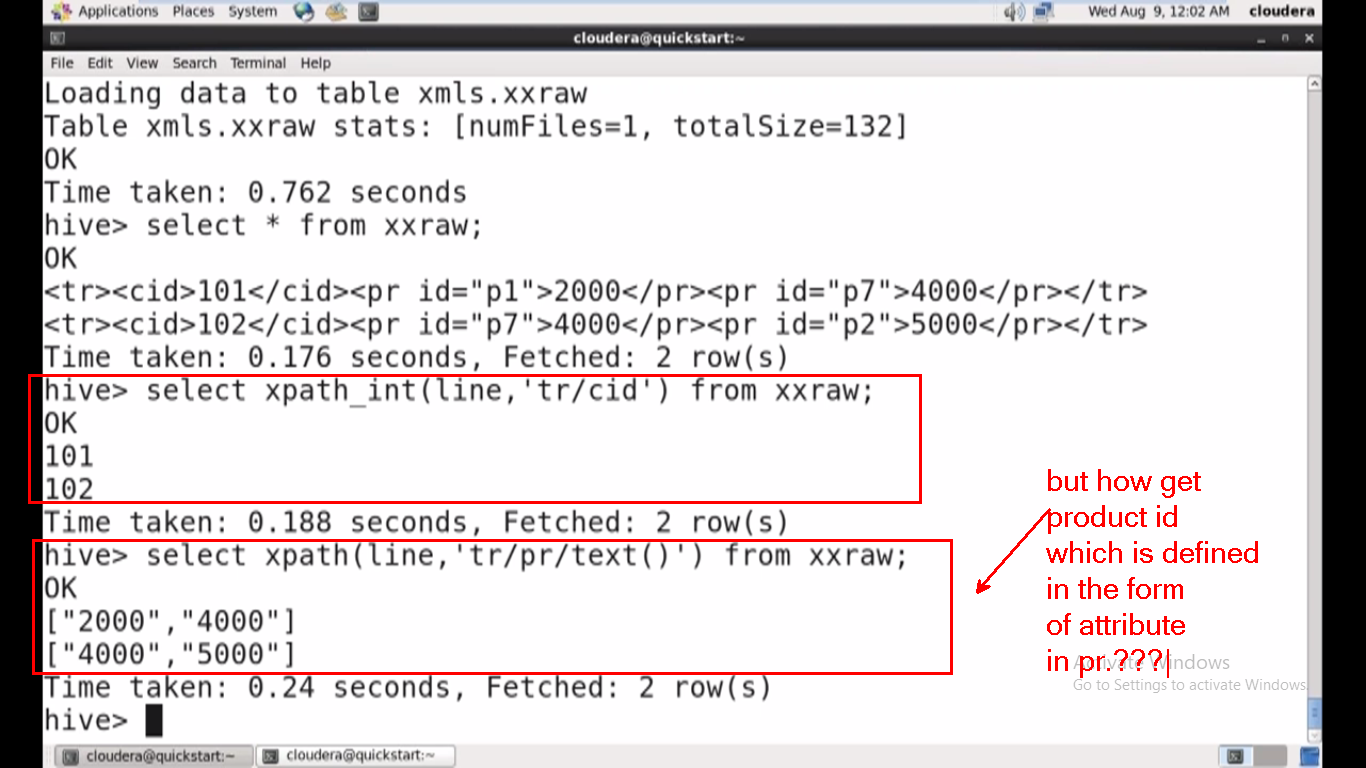 Applications Places System Wed Aug 9, 12:02 AM cloudera
cloudera@quickstart:~
File Edit View Search Terminal Help
Loading data to table xmls.xxraw
Table xmls.xxraw stats: [numFiles=1, totalSize=132]
OK
Time taken: 0.762 seconds
hive> select * from xxraw;
OK
<tr><cid>101</cid><pr id="p1">2000</pr><pr id="p7">4000</pr></tr>
<tr><cid>102</cid><pr id="p7">4000</pr><pr id="p2">5000</pr></tr>
Time taken: 0.176 seconds, Fetched: 2 row(s)
hive> select xpath_int(line,'tr/cid') from xxraw;
OK
101
102
Time taken: 0.188 seconds, Fetched: 2 row(s)
hive> select xpath(line,'tr/pr/text()') from xxraw;
OK
["2000","4000"]
["4000","5000"]
Time taken: 0.24 seconds, Fetched: 2 row(s)
hive>
but how get
product id
which is defined
in the form
of attribute
in pr.???
Activate Windows
Go to Settings to activate Windows.
cloudera@quickstart:~ cloudera@quickstart:~